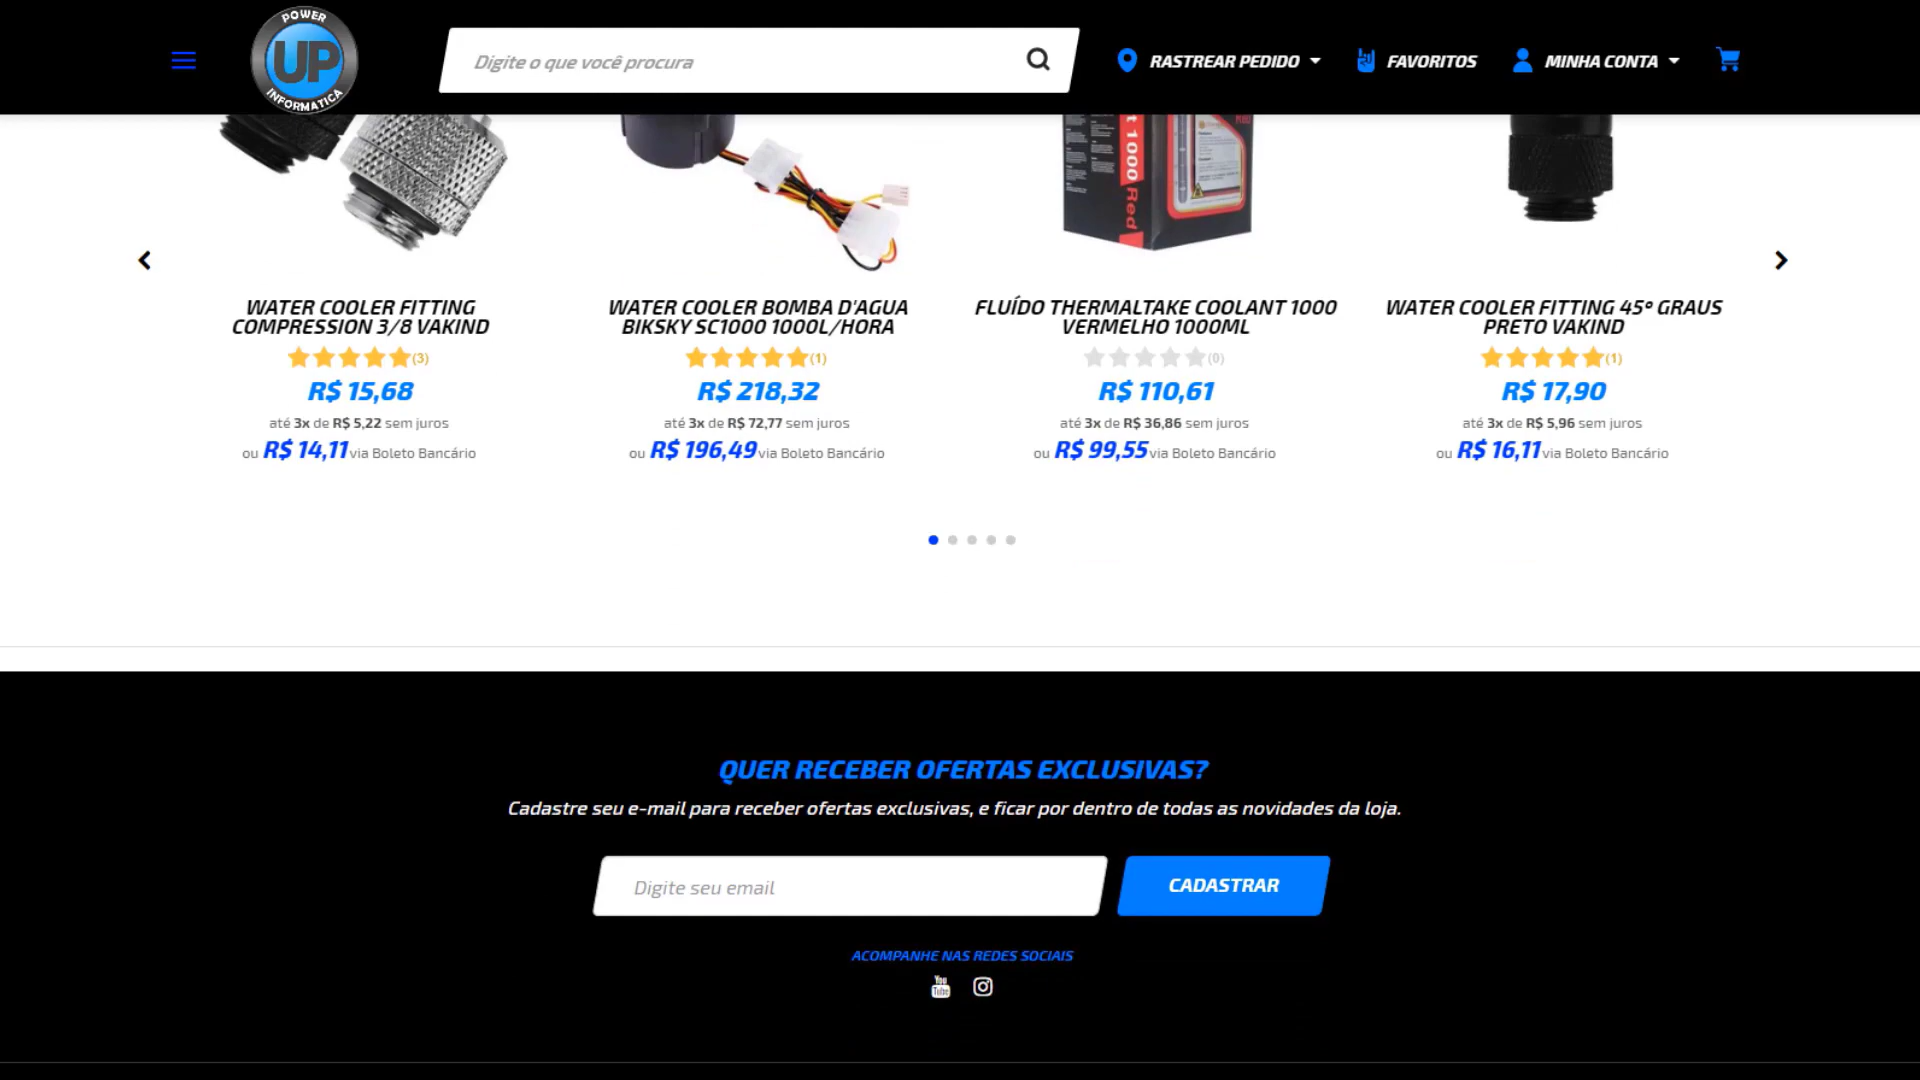 POWER
UP
INFORMATICA
Digite o que você procura
RASTREAR PEDIDO
FAVORITOS
MINHA CONTA
t 1000 Red
WATER COOLER FITTING
COMPRESSION 3/8 VAKIND
(3)
R$ 15,68
até 3x de R$ 5,22 sem juros
ou R$ 14,11 via Boleto Bancário
WATER COOLER BOMBA D'AGUA
BIKSKY SC1000 1000L/HORA
(1)
R$ 218,32
até 3x de R$ 72,77 sem juros
ou R$ 196,49 via Boleto Bancário
FLUÍDO THERMALTAKE COOLANT 1000
VERMELHO 1000ML
(0)
R$ 110,61
até 3x de R$ 36,86 sem juros
ou R$ 99,55 via Boleto Bancário
WATER COOLER FITTING 45º GRAUS
PRETO VAKIND
(1)
R$ 17,90
até 3x de R$ 5,96 sem juros
ou R$ 16,11 via Boleto Bancário
QUER RECEBER OFERTAS EXCLUSIVAS?
Cadastre seu e-mail para receber ofertas exclusivas, e ficar por dentro de todas as novidades da loja.
Digite seu email
CADASTRAR
ACOMPANHE NAS REDES SOCIAIS
You
Tube